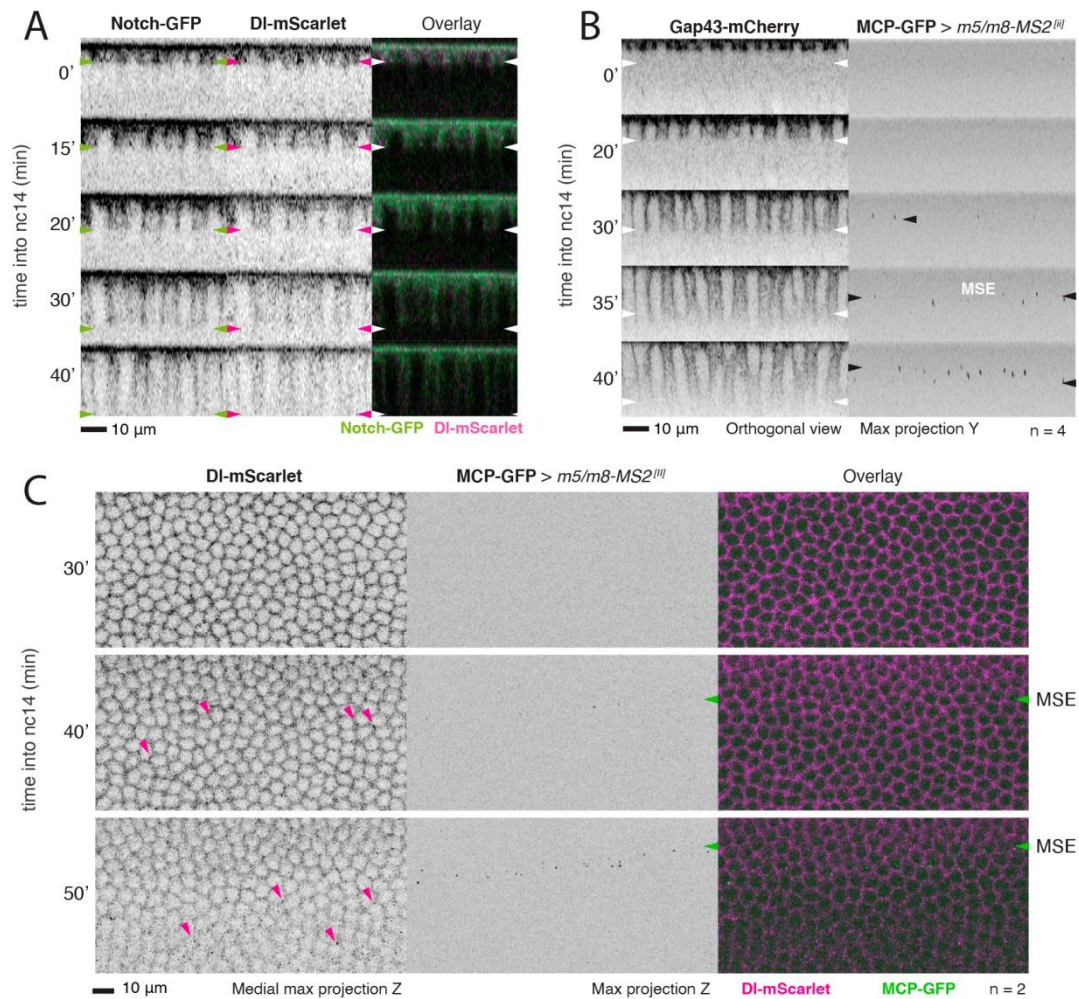 A
Notch-GFP Dl-mScarlet Overlay
time into nc14 (min)
0'
15'
20'
30'
40'
10 µm
Notch-GFP Dl-mScarlet
B
Gap43-mCherry MCP-GFP > m5/m8-MS2[II]
time into nc14 (min)
0'
20'
30'
35'
MSE
40'
10 µm Orthogonal view Max projection Y n = 4
C
Dl-mScarlet MCP-GFP > m5/m8-MS2[II] Overlay
time into nc14 (min)
30'
40'
MSE
50'
MSE
10 µm Medial max projection Z Max projection Z Dl-mScarlet MCP-GFP n = 2